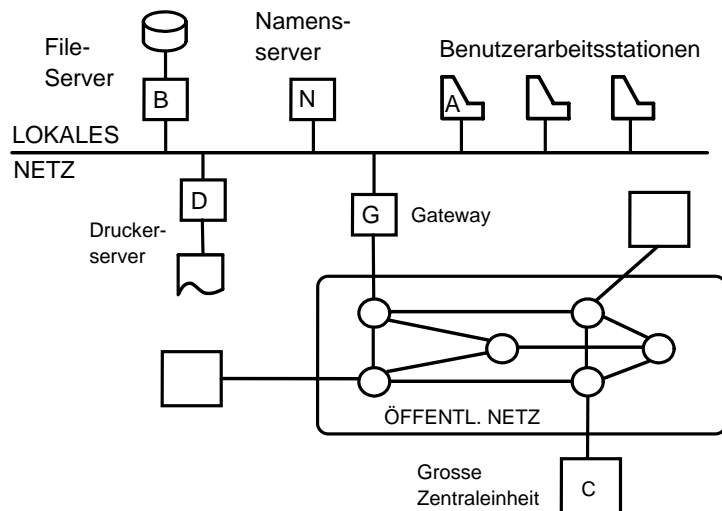 File-
Server
Namens-
server
Benutzerarbeitsstationen
B
N
A
LOKALES
NETZ
D
Drucker-
server
G
Gateway
ÖFFENTL. NETZ
Grosse
Zentraleinheit
C